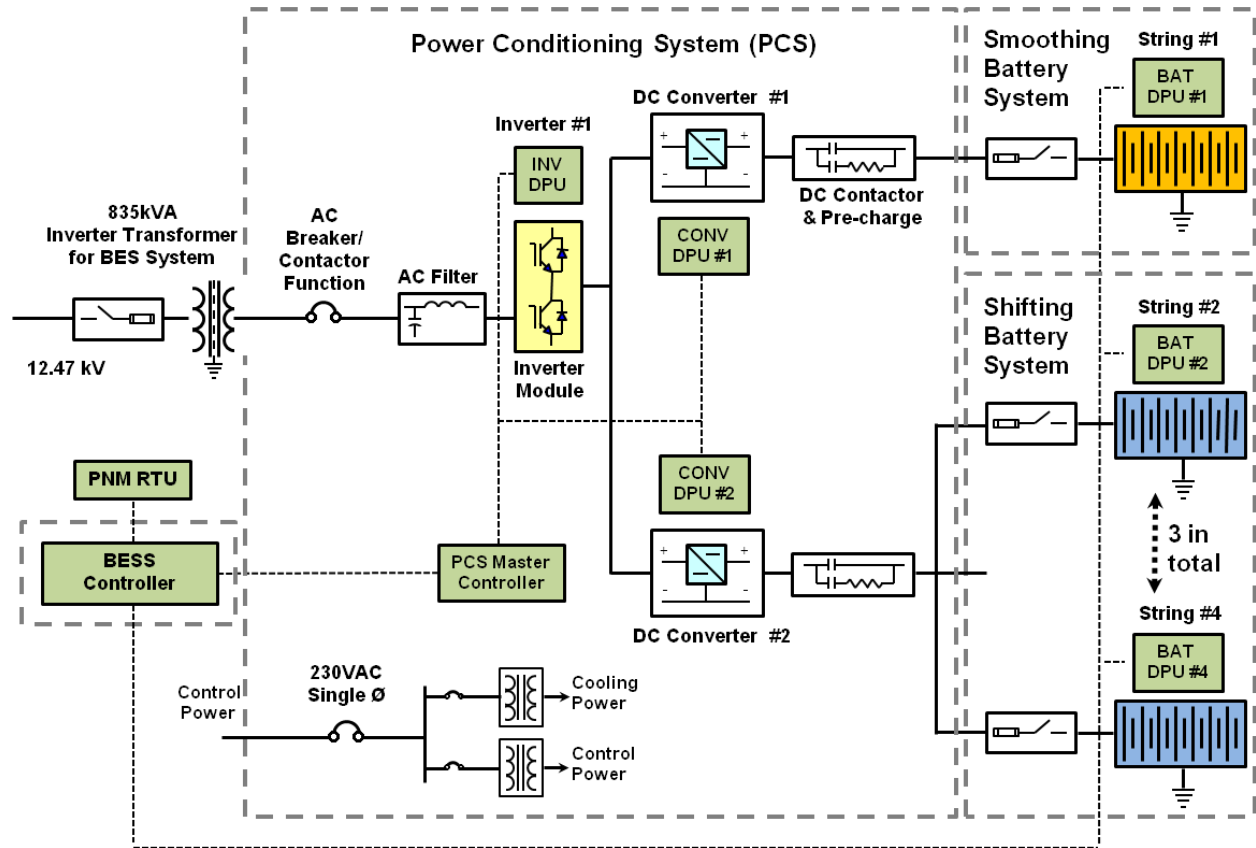 Power Conditioning System (PCS)
Smoothing
Battery
System
String #1
BAT
DPU #1
DC Converter #1
+
+
-
-
Inverter #1
INV
DPU
DC Contactor
& Pre-charge
835kVA
Inverter Transformer
for BES System
AC
Breaker/
Contactor
Function
AC Filter
CONV
DPU #1
12.47 kV
Inverter
Module
Shifting
Battery
System
String #2
BAT
DPU #2
PNM RTU
CONV
DPU #2
BESS
Controller
PCS Master
Controller
+
+
-
-
DC Converter #2
3 in
total
String #4
BAT
DPU #4
Control
Power
230VAC
Single Ø
Cooling
Power
Control
Power